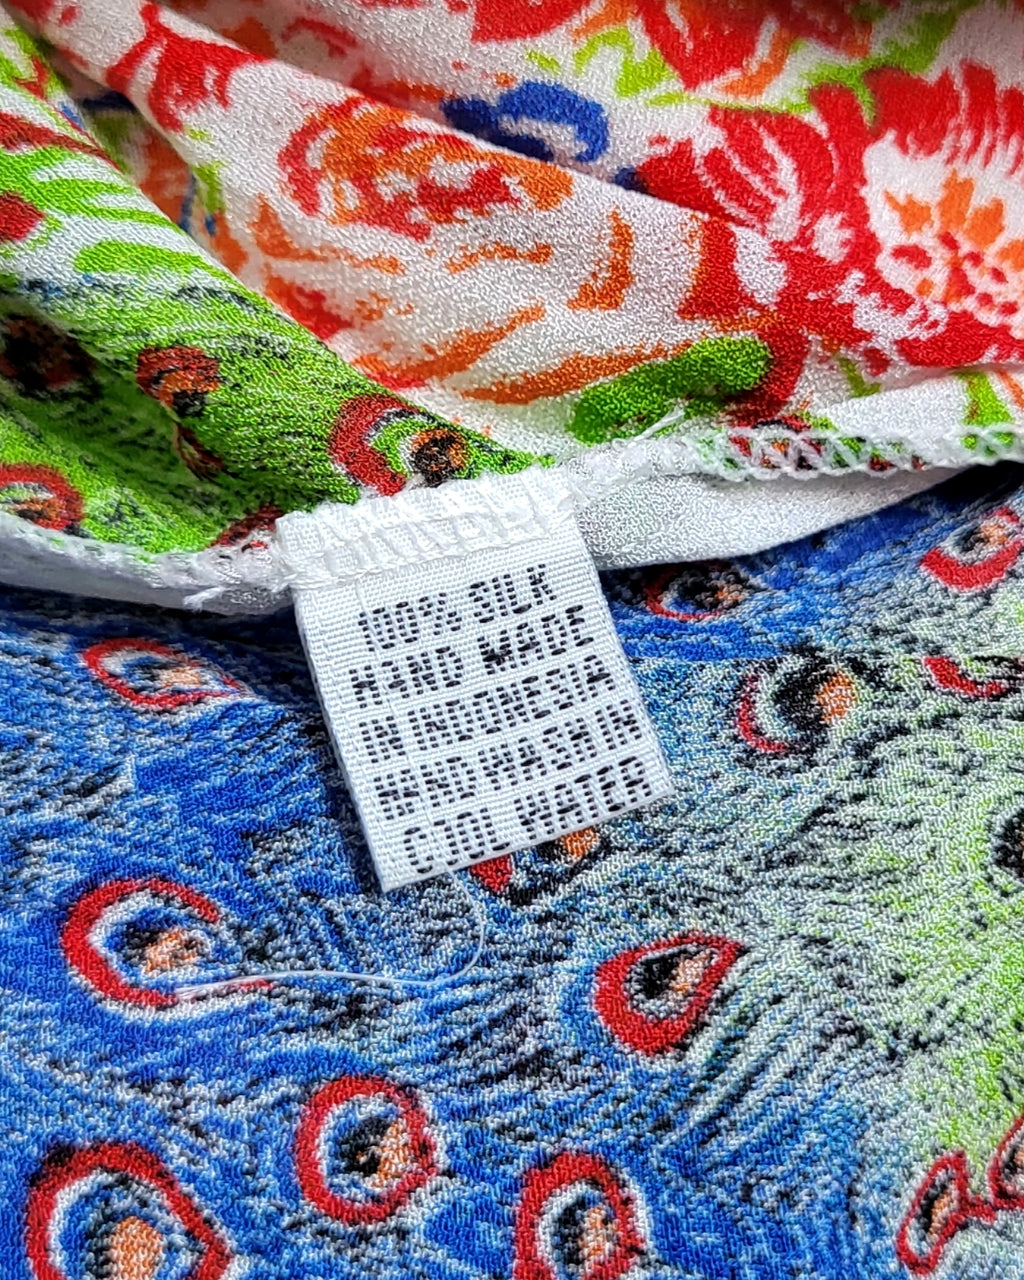 100% SILK
HAND MADE
IN INDONESIA
HAND WASH IN
COOL WATER